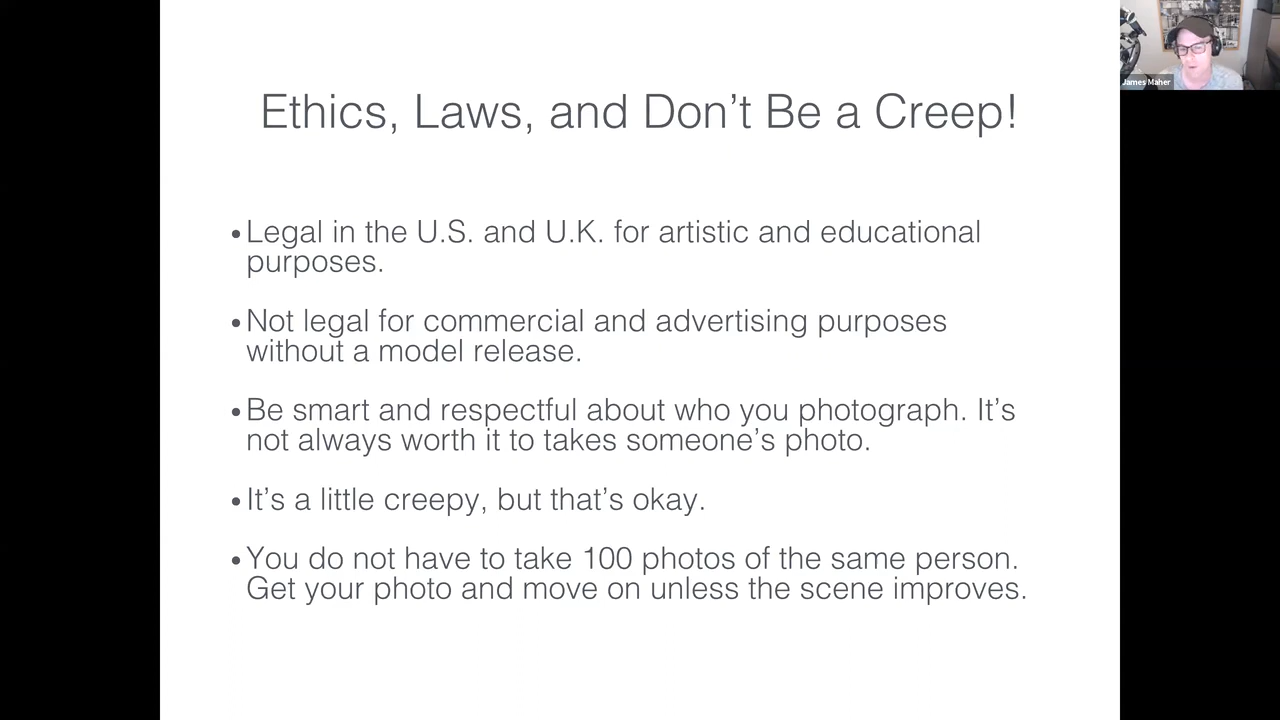 Ethics, Laws, and Don't Be a Creep!
•Legal in the U.S. and U.K. for artistic and educational
purposes.
•Not legal for commercial and advertising purposes
without a model release.
•Be smart and respectful about who you photograph. It's
not always worth it to takes someone's photo.
•It's a little creepy, but that's okay.
•You do not have to take 100 photos of the same person.
Get your photo and move on unless the scene improves.
James Maher